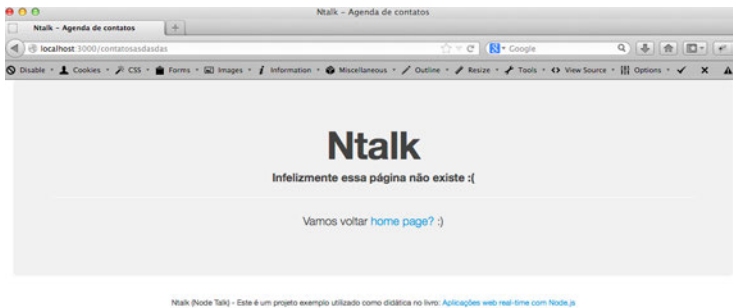 Ntalk – Agenda de contatos
Ntalk – Agenda de contatos +
localhost:3000/contatosasdasdas Google
Disable Cookies CSS Forms Images Information Miscellaneous Outline Resize Tools View Source Options
Ntalk
Infelizmente essa página não existe :(
Vamos voltar home page? :)
Ntalk (Node Talk) - Este é um projeto exemplo utilizado como didática no livro: Aplicações web real-time com Node.js